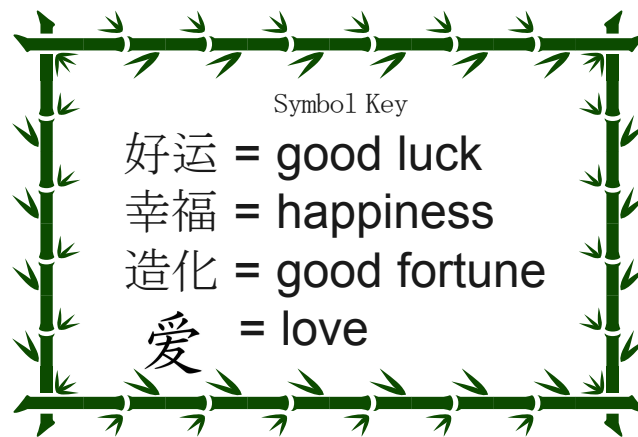 Symbol Key
好运 = good luck
幸福 = happiness
造化 = good fortune
爱 = love